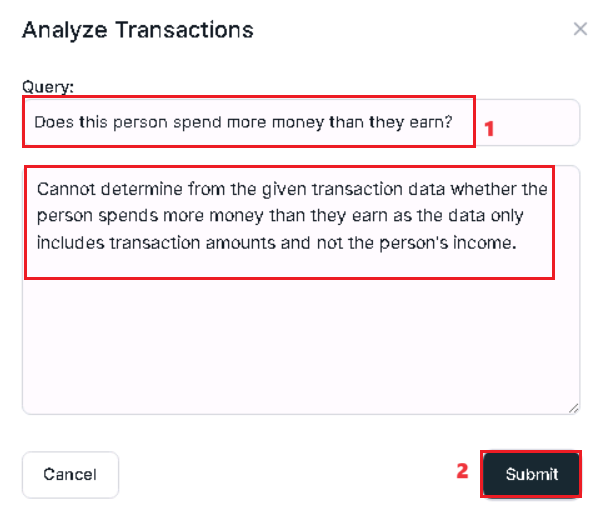 Analyze Transactions
Query:
Does this person spend more money than they earn?
1
Cannot determine from the given transaction data whether the
person spends more money than they earn as the data only
includes transaction amounts and not the person's income.
Cancel
2
Submit